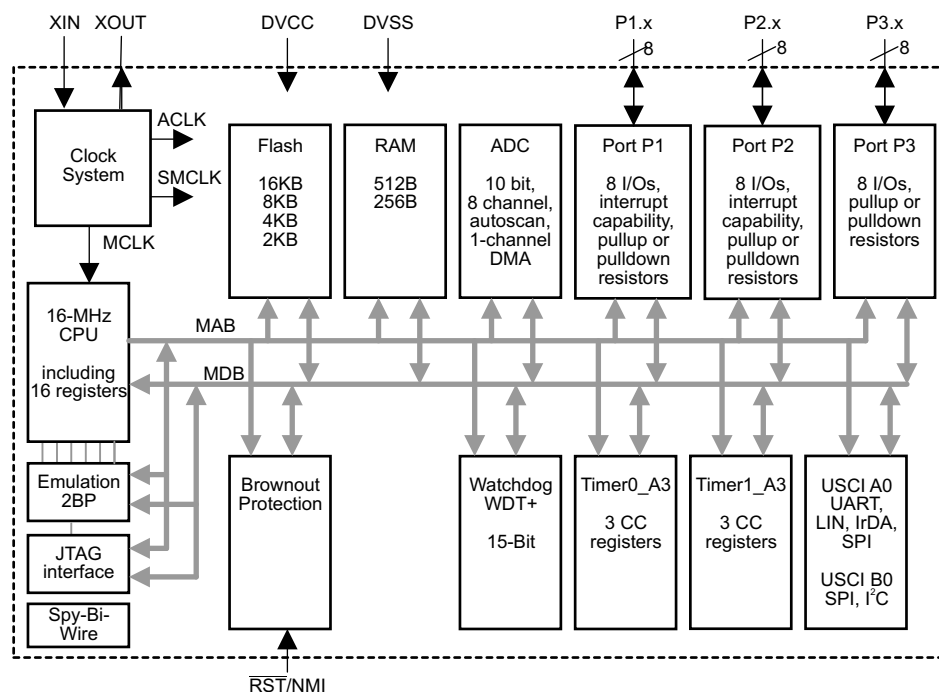 XIN
XOUT
DVCC
DVSS
P1.x
P2.x
P3.x
8
8
8
Clock
System
ACLK
SMCLK
MCLK
Flash
16KB
8KB
4KB
2KB
RAM
512B
256B
ADC
10 bit,
8 channel,
autoscan,
1-channel
DMA
Port P1
8 I/Os,
interrupt
capability,
pullup or
pulldown
resistors
Port P2
8 I/Os,
interrupt
capability,
pullup or
pulldown
resistors
Port P3
8 I/Os,
pullup or
pulldown
resistors
16-MHz
CPU
including
16 registers
MAB
MDB
Emulation
2BP
JTAG
interface
Spy-Bi-
Wire
Brownout
Protection
Watchdog
WDT+
15-Bit
Timer0_A3
3 CC
registers
Timer1_A3
3 CC
registers
USCI A0
UART,
LIN, IrDA,
SPI
USCI B0
SPI, I²C
RST/NMI